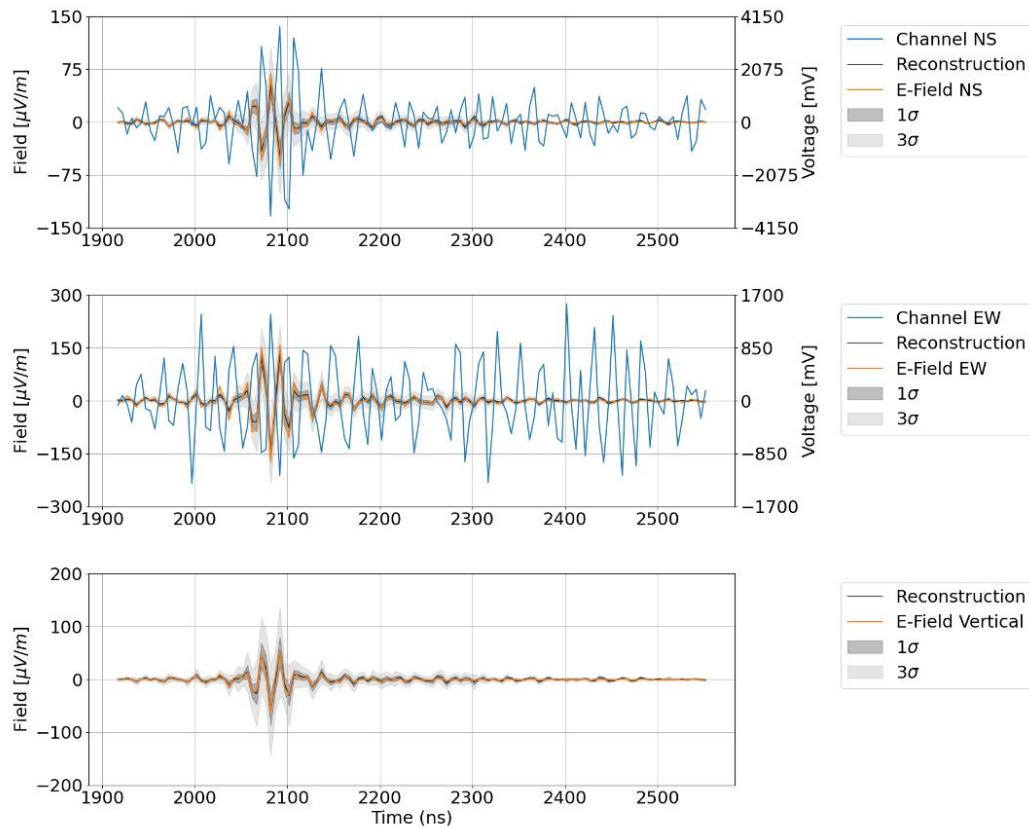 150
75
0
−75
−150
Field [μV/m]
4150
2075
0
−2075
−4150
Voltage [mV]
1900 2000 2100 2200 2300 2400 2500
Channel NS
Reconstruction
E-Field NS
1σ
3σ
300
150
0
−150
−300
Field [μV/m]
1700
850
0
−850
−1700
Voltage [mV]
1900 2000 2100 2200 2300 2400 2500
Channel EW
Reconstruction
E-Field EW
1σ
3σ
200
100
0
−100
−200
Field [μV/m]
1900 2000 2100 2200 2300 2400 2500
Time (ns)
Reconstruction
E-Field Vertical
1σ
3σ